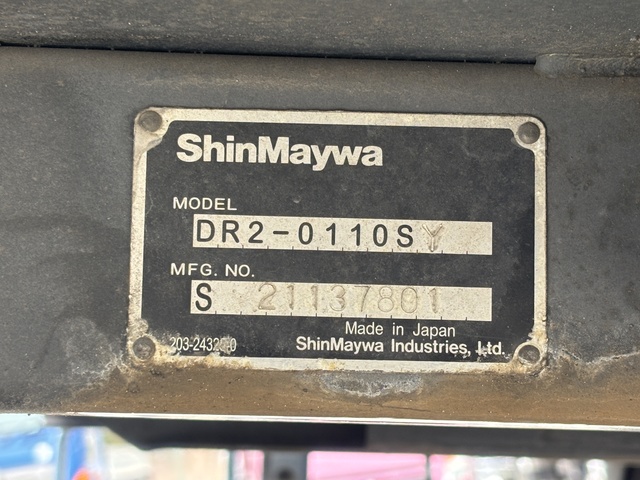 ShinMaywa
MODEL
DR2-0110SY
MFG. NO.
S 21137801
Made in Japan
ShinMaywa Industries, Ltd.